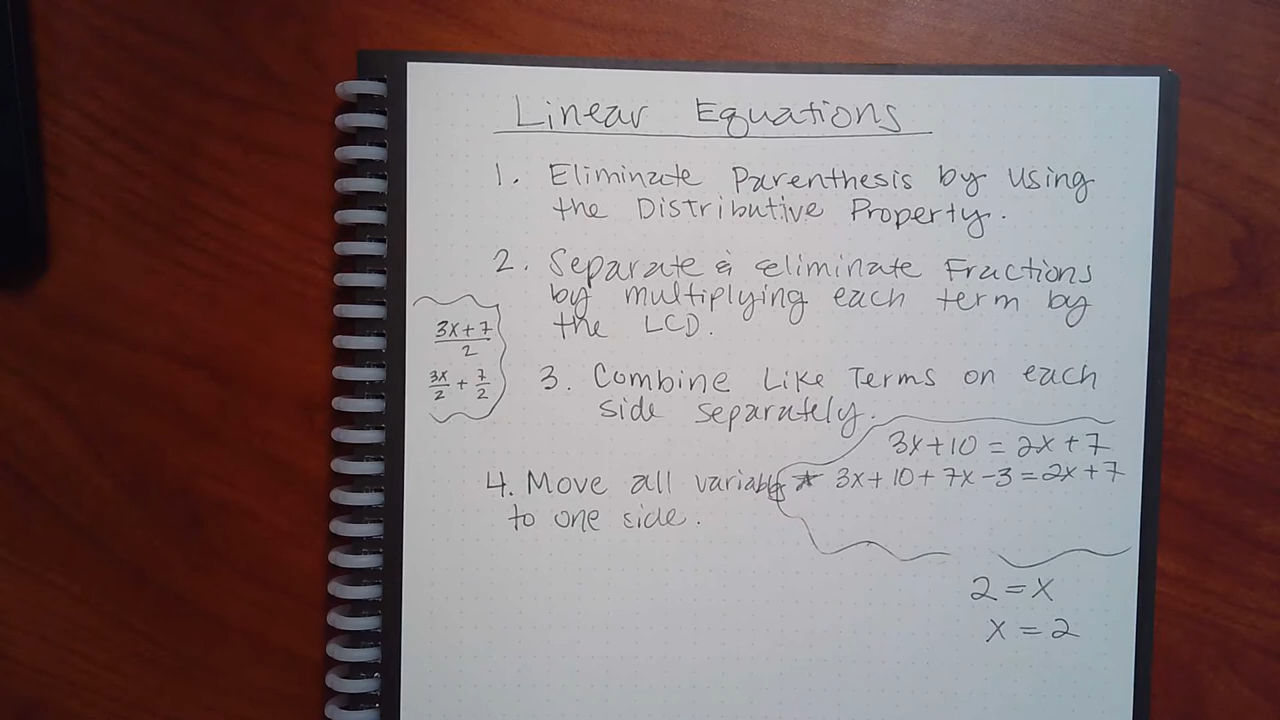 Linear Equations
1. Eliminate Parenthesis by using
the Distributive Property.
2. Separate & eliminate Fractions
by multiplying each term by
the LCD.
3x+7
2
3x/2 + 7/2
3. Combine Like Terms on each
side separately.
3x+10 = 2x+7
* 3x+10+7x-3=2x+7
4. Move all variables
to one side.
2=x
x=2